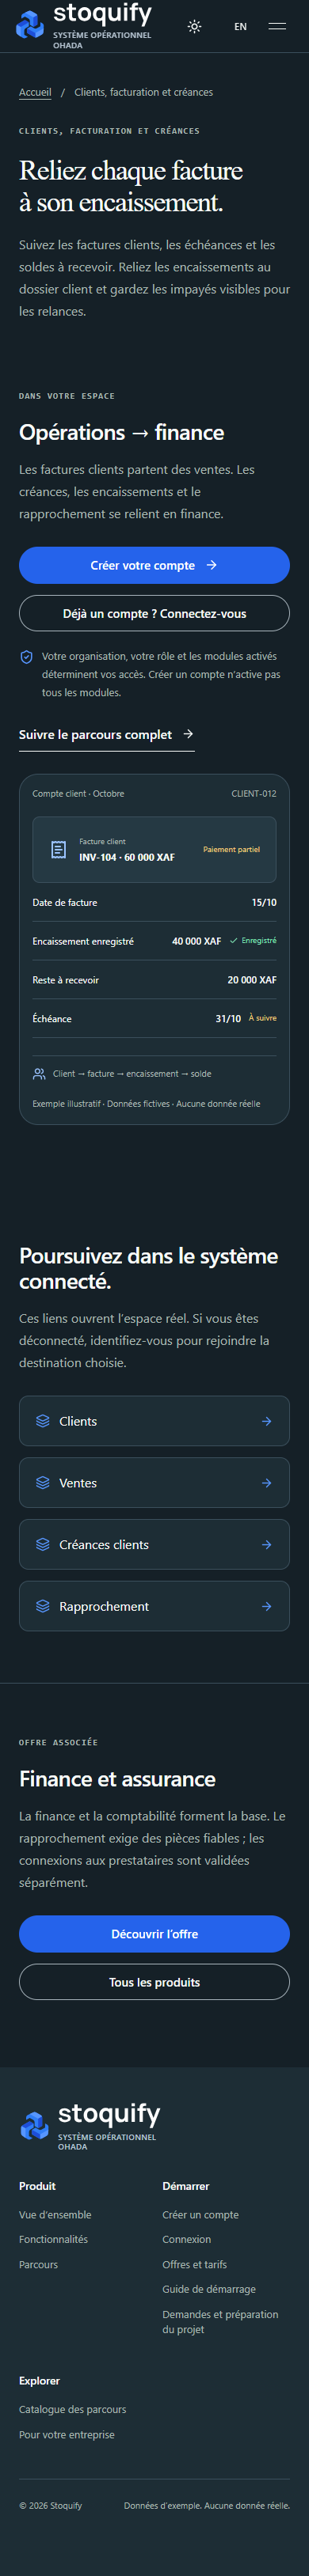 stoquify
SYSTÈME OPÉRATIONNEL
OHADA
EN
Accueil / Clients, facturation et créances
CLIENTS, FACTURATION ET CRÉANCES
Reliez chaque facture
à son encaissement.
Suivez les factures clients, les échéances et les
soldes à recevoir. Reliez les encaissements au
dossier client et gardez les impayés visibles pour
les relances.
DANS VOTRE ESPACE
Opérations → finance
Les factures clients partent des ventes. Les
créances, les encaissements et le
rapprochement se relient en finance.
Créer votre compte →
Déjà un compte ? Connectez-vous
Votre organisation, votre rôle et les modules activés
déterminent vos accès. Créer un compte n'active pas
tous les modules.
Suivre le parcours complet →
Compte client · Octobre CLIENT-012
Facture client
INV-104 · 60 000 XAF Paiement partiel
Date de facture 15/10
Encaissement enregistré 40 000 XAF Enregistré
Reste à recevoir 20 000 XAF
Échéance 31/10 À suivre
Client → facture → encaissement → solde
Exemple illustratif · Données fictives · Aucune donnée réelle
Poursuivez dans le système
connecté.
Ces liens ouvrent l'espace réel. Si vous êtes
déconnecté, identifiez-vous pour rejoindre la
destination choisie.
Clients →
Ventes →
Créances clients →
Rapprochement →
OFFRE ASSOCIÉE
Finance et assurance
La finance et la comptabilité forment la base. Le
rapprochement exige des pièces fiables ; les
connexions aux prestataires sont validées
séparément.
Découvrir l'offre
Tous les produits
stoquify
SYSTÈME OPÉRATIONNEL
OHADA
Produit
Vue d'ensemble
Fonctionnalités
Parcours
Démarrer
Créer un compte
Connexion
Offres et tarifs
Guide de démarrage
Demandes et préparation
du projet
Explorer
Catalogue des parcours
Pour votre entreprise
© 2026 Stoquify Données d'exemple. Aucune donnée réelle.